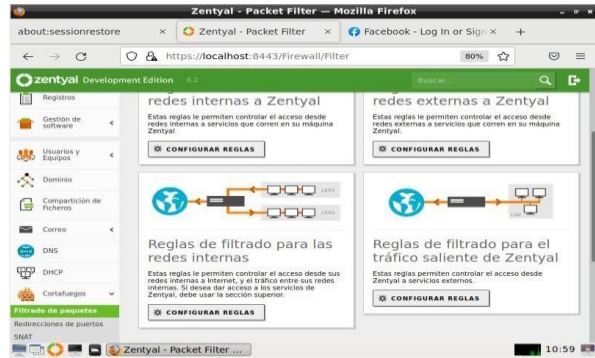 Zentyal - Packet Filter — Mozilla Firefox
about:sessionrestore
Zentyal - Packet Filter
Facebook - Log In or Sign
https://localhost:8443/Firewall/Filter
80%
zentyal Development Edition 6.2
Buscar...
Registros
Gestión de
software
Usuarios y
Equipos
Dominio
Compartición de
Ficheros
Correo
DNS
DHCP
Cortafuegos
Filtrado de paquetes
Redirecciones de puertos
SNAT
redes internas a Zentyal
Estas reglas le permiten controlar el acceso desde
redes internas a servicios que corren en su máquina
Zentyal
CONFIGURAR REGLAS
redes externas a Zentyal
Estas reglas le permiten controlar el acceso desde
redes externas a servicios que corren en su máquina
Zentyal.
CONFIGURAR REGLAS
LAN1
LAN2
Reglas de filtrado para las
redes internas
Estas reglas le permiten controlar el acceso desde sus
redes internas a Internet, y el tráfico entre sus redes
internas. Si desea dar acceso a los servicios de
Zentyal, debe usar la sección superior.
CONFIGURAR REGLAS
LAN
Reglas de filtrado para el
tráfico saliente de Zentyal
Estas reglas permiten controlar el acceso desde
Zentyal a servicios externos.
CONFIGURAR REGLAS
Zentyal - Packet Filter ...
10:59